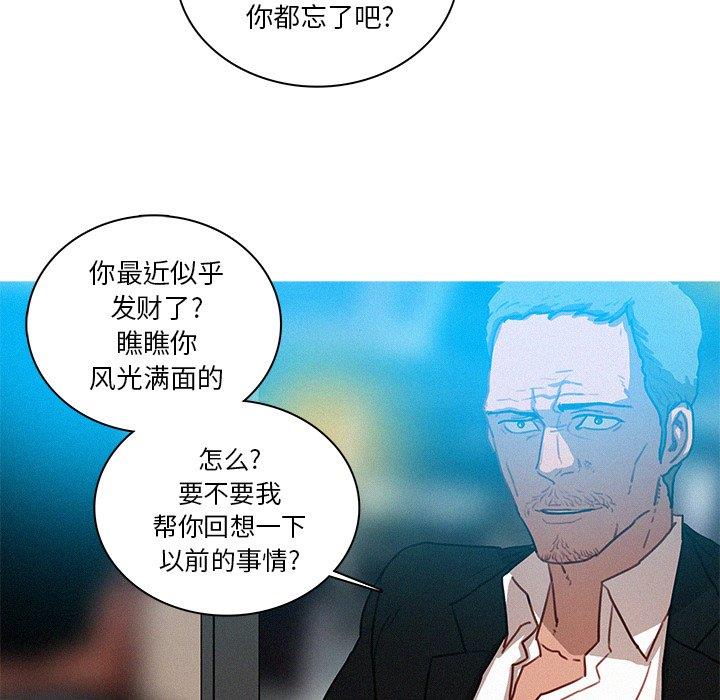 你都忘了吧?
你最近似乎
发财了?
瞧瞧你
风光满面的
怎么?
要不要我
帮你回想一下
以前的事情?